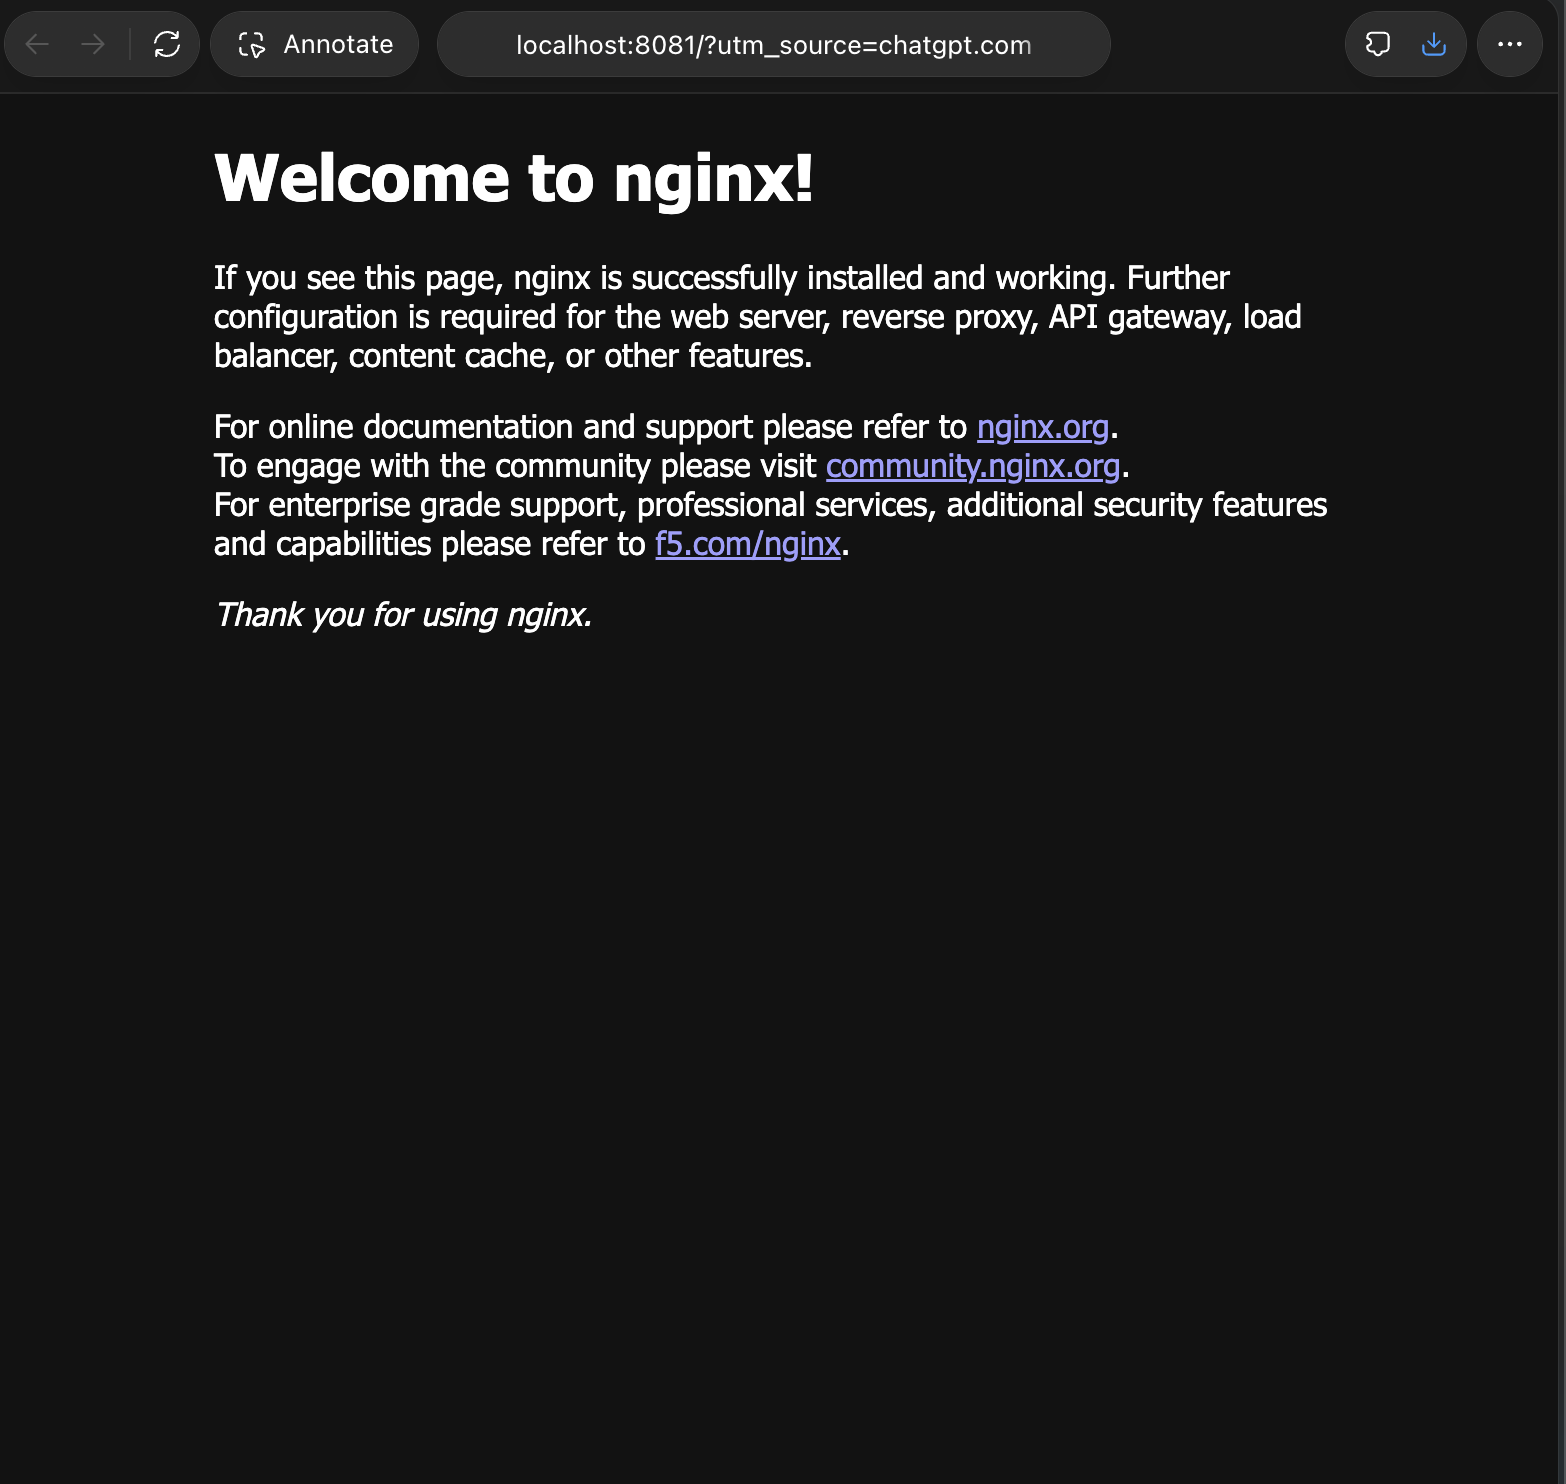 Annotate
localhost:8081/?utm_source=chatgpt.com
Welcome to nginx!
If you see this page, nginx is successfully installed and working. Further
configuration is required for the web server, reverse proxy, API gateway, load
balancer, content cache, or other features.
For online documentation and support please refer to nginx.org.
To engage with the community please visit community.nginx.org.
For enterprise grade support, professional services, additional security features
and capabilities please refer to f5.com/nginx.
Thank you for using nginx.